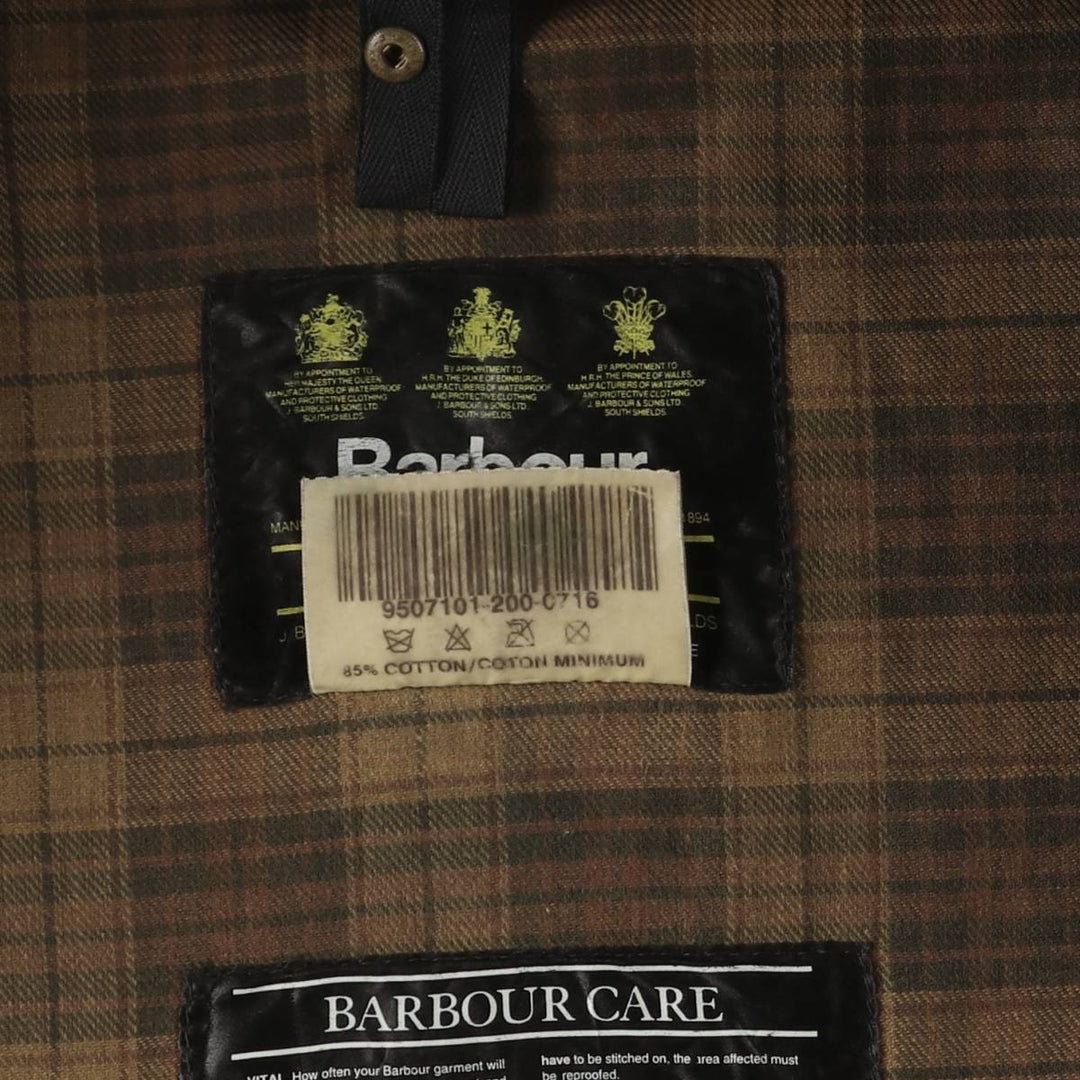 BY APPOINTMENT TO
HER MAJESTY THE QUEEN
MANUFACTURERS OF WATERPROOF
AND PROTECTIVE CLOTHING
J. BARBOUR & SONS LTD
SOUTH SHIELDS
BY APPOINTMENT TO
H.R.H. THE DUKE OF EDINBURGH
MANUFACTURERS OF WATERPROOF
AND PROTECTIVE CLOTHING
J. BARBOUR & SONS LTD
SOUTH SHIELDS
BY APPOINTMENT TO
H.R.H. THE PRINCE OF WALES
MANUFACTURERS OF WATERPROOF
AND PROTECTIVE CLOTHING
J. BARBOUR & SONS LTD
SOUTH SHIELDS
Barbour
9507101-200-0716
85% COTTON/COTON MINIMUM
BARBOUR CARE
VITAL How often your Barbour garment will
have to be stitched on, the area affected must
be reproofed.